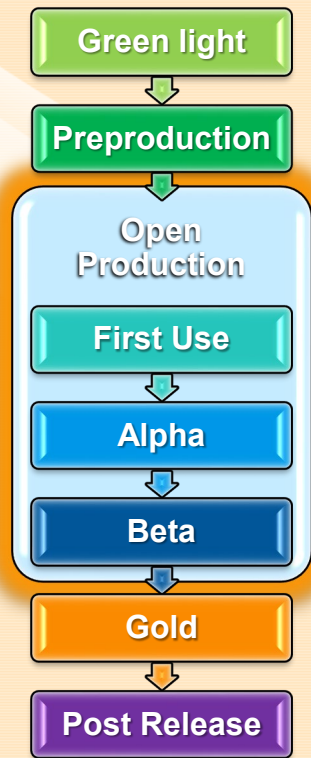 Green light
Preproduction
Open
Production
First Use
Alpha
Beta
Gold
Post Release